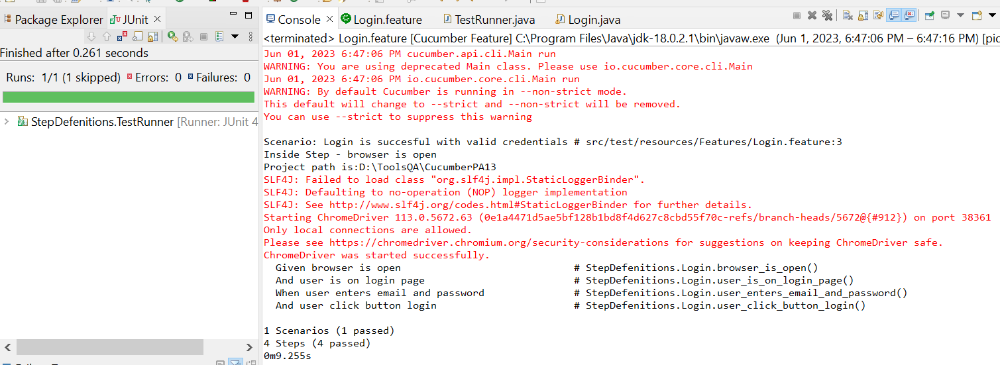 Package Explorer
JUnit
Finished after 0.261 seconds
Runs: 1/1 (1 skipped) Errors: 0 Failures: 0
StepDefenitions.TestRunner [Runner: JUnit 4
Console Login.feature TestRunner.java Login.java
<terminated> Login.feature [Cucumber Feature] C:\Program Files\Java\jdk-18.0.2.1\bin\javaw.exe (Jun 1, 2023, 6:47:06 PM – 6:47:16 PM) [pic
Jun 01, 2023 6:47:06 PM cucumber.api.cli.Main run
WARNING: You are using deprecated Main class. Please use io.cucumber.core.cli.Main
Jun 01, 2023 6:47:06 PM io.cucumber.core.cli.Main run
WARNING: By default Cucumber is running in --non-strict mode.
This default will change to --strict and --non-strict will be removed.
You can use --strict to suppress this warning
Scenario: Login is succesful with valid credentials # src/test/resources/Features/Login.feature:3
Inside Step - browser is open
Project path is:D:\ToolsQA\CucumberPA13
SLF4J: Failed to load class "org.slf4j.impl.StaticLoggerBinder".
SLF4J: Defaulting to no-operation (NOP) logger implementation
SLF4J: See http://www.slf4j.org/codes.html#StaticLoggerBinder for further details.
Starting ChromeDriver 113.0.5672.63 (0e1a4471d5ae5bf128b1bd8f4d627c8cbd55f70c-refs/branch-heads/5672@{#912}) on port 38361
Only local connections are allowed.
Please see https://chromedriver.chromium.org/security-considerations for suggestions on keeping ChromeDriver safe.
ChromeDriver was started successfully.
Given browser is open # StepDefenitions.Login.browser_is_open()
And user is on login page # StepDefenitions.Login.user_is_on_login_page()
When user enters email and password # StepDefenitions.Login.user_enters_email_and_password()
And user click button login # StepDefenitions.Login.user_click_button_login()
1 Scenarios (1 passed)
4 Steps (4 passed)
0m9.255s